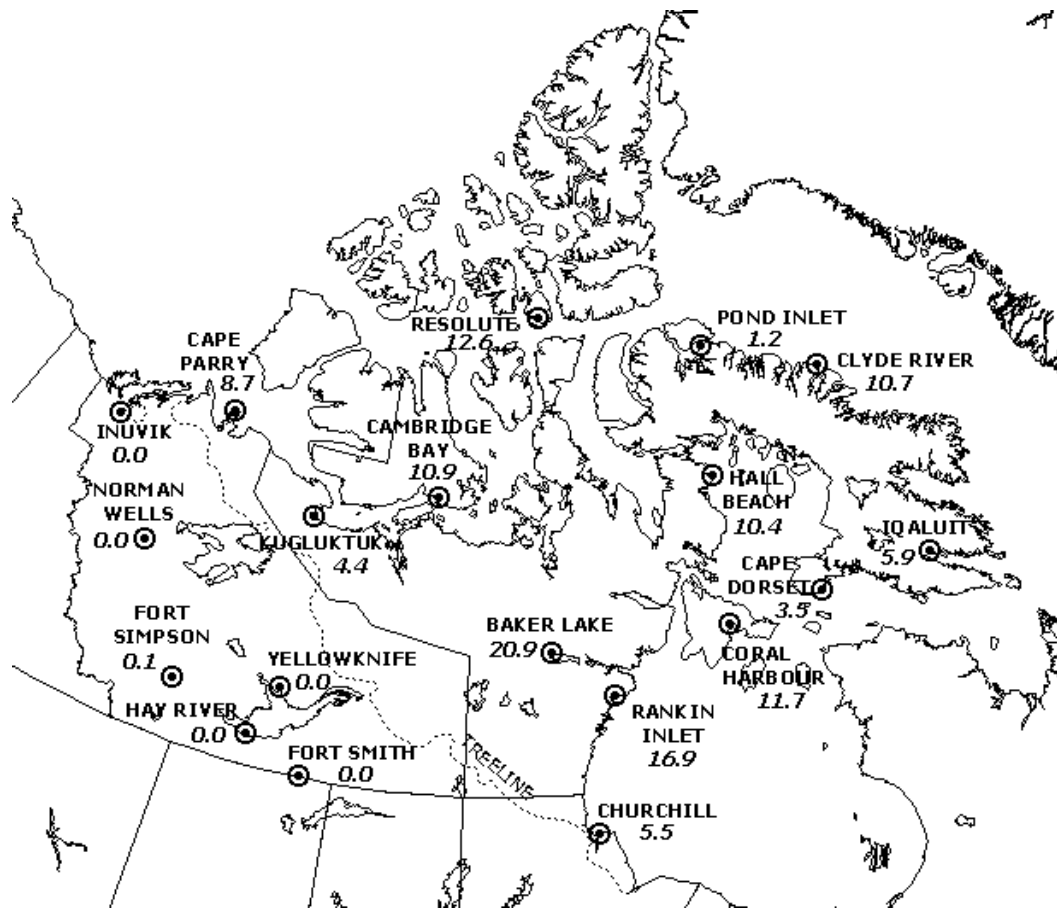 RESOLUTE
12.6
POND INLET
1.2
CAPE
PARRY
8.7
CLYDE RIVER
10.7
INUVIK
0.0
CAMBRIDGE
BAY
10.9
HALL
BEACH
10.4
NORMAN
WELLS
0.0
KUGLUKTUK
4.4
IQALUIT
5.9
CAPE
DORSET
3.5
FORT
SIMPSON
0.1
BAKER LAKE
20.9
CORAL
HARBOUR
11.7
YELLOWKNIFE
0.0
HAY RIVER
0.0
RANKIN
INLET
16.9
FORT SMITH
0.0
TREELINE
CHURCHILL
5.5